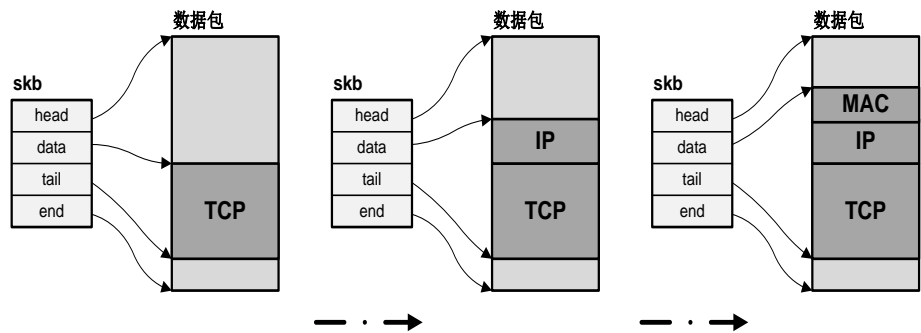 数据包
skb
head
data
tail
end
TCP
数据包
skb
head
data
tail
end
IP
TCP
数据包
skb
head
data
tail
end
MAC
IP
TCP